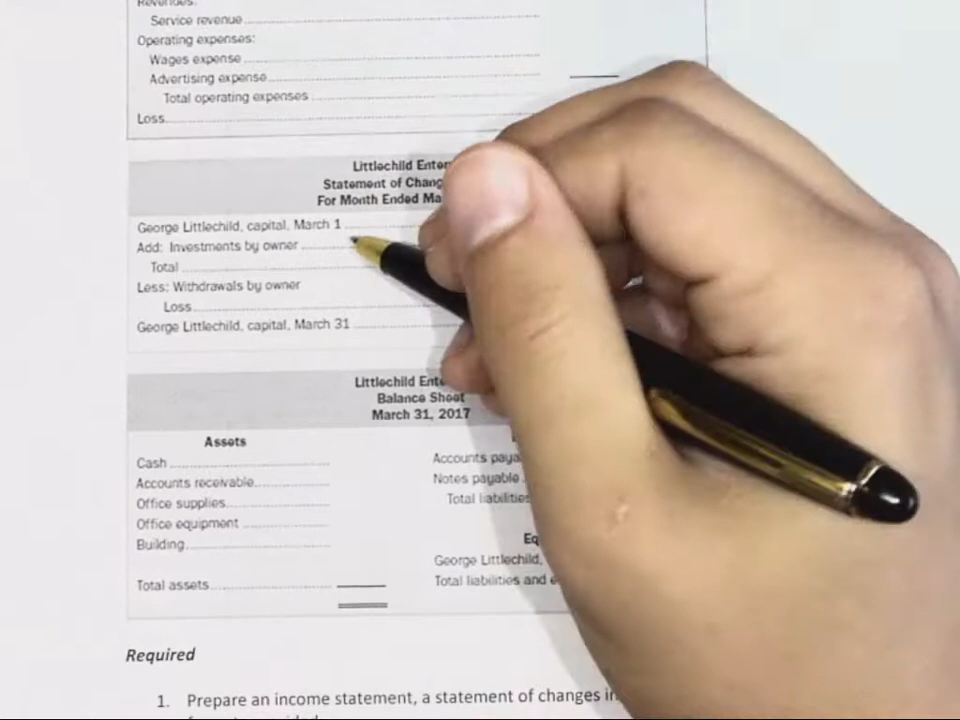 Revenues:
Service revenue
Operating expenses:
Wages expense
Advertising expense
Total operating expenses
Loss
Littlechild Enter
Statement of Chang
For Month Ended Ma
George Littlechild, capital, March 1
Add: Investments by owner
Total
Less: Withdrawals by owner
Loss
George Littlechild, capital, March 31
Littlechild Ente
Balance Sheet
March 31, 2017
Assets
Cash
Accounts paya
Accounts receivable
Notes payable
Office supplies
Total liabilities
Office equipment
Eq
Building
George Littlechild,
Total assets
Total liabilities and e
Required
1. Prepare an income statement, a statement of changes in